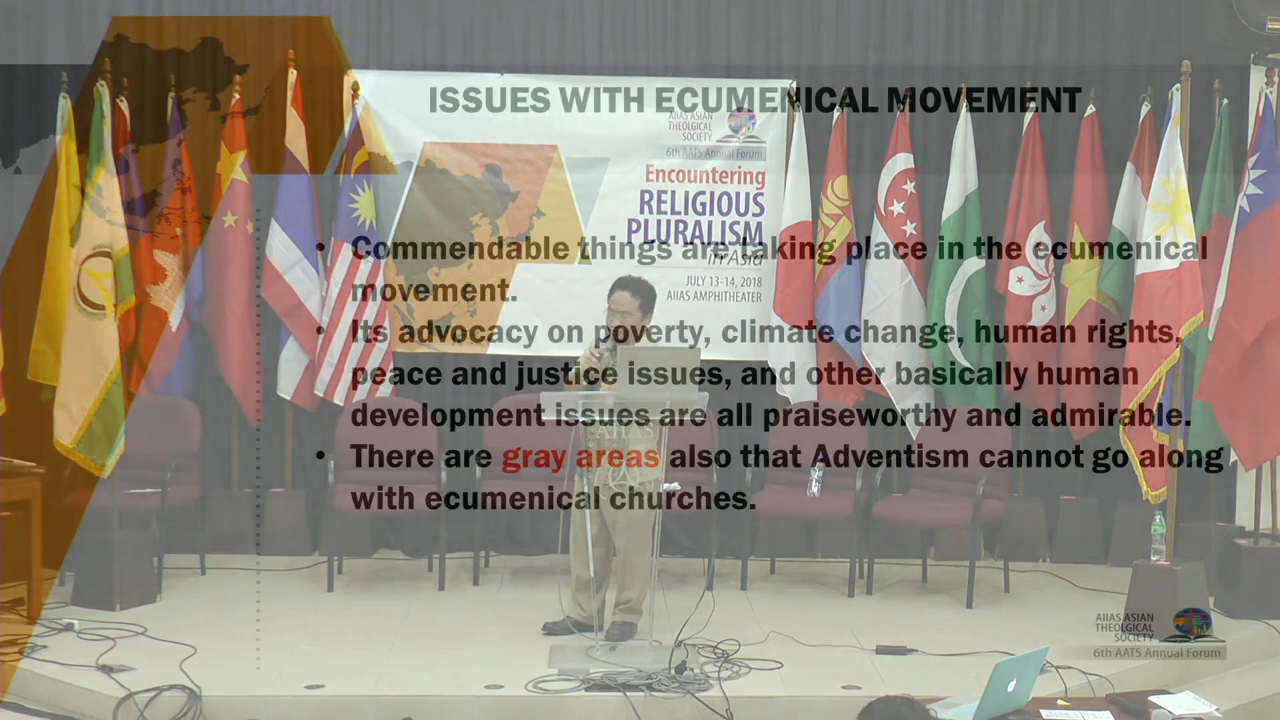 ISSUES WITH ECUMENICAL MOVEMENT
AIIAS ASIAN
THEOLGICAL
SOCIETY
6th AATS Annual Forum
Encountering
RELIGIOUS
PLURALISM
in Asia
JULY 13-14, 2018
AIIAS AMPHITHEATER
• Commendable things are taking place in the ecumenical
movement.
• Its advocacy on poverty, climate change, human rights,
peace and justice issues, and other basically human
development issues are all praiseworthy and admirable.
• There are gray areas also that Adventism cannot go along
with ecumenical churches.
AIIAS
AIIAS ASIAN
THEOLGICAL
SOCIETY
6th AATS Annual Forum